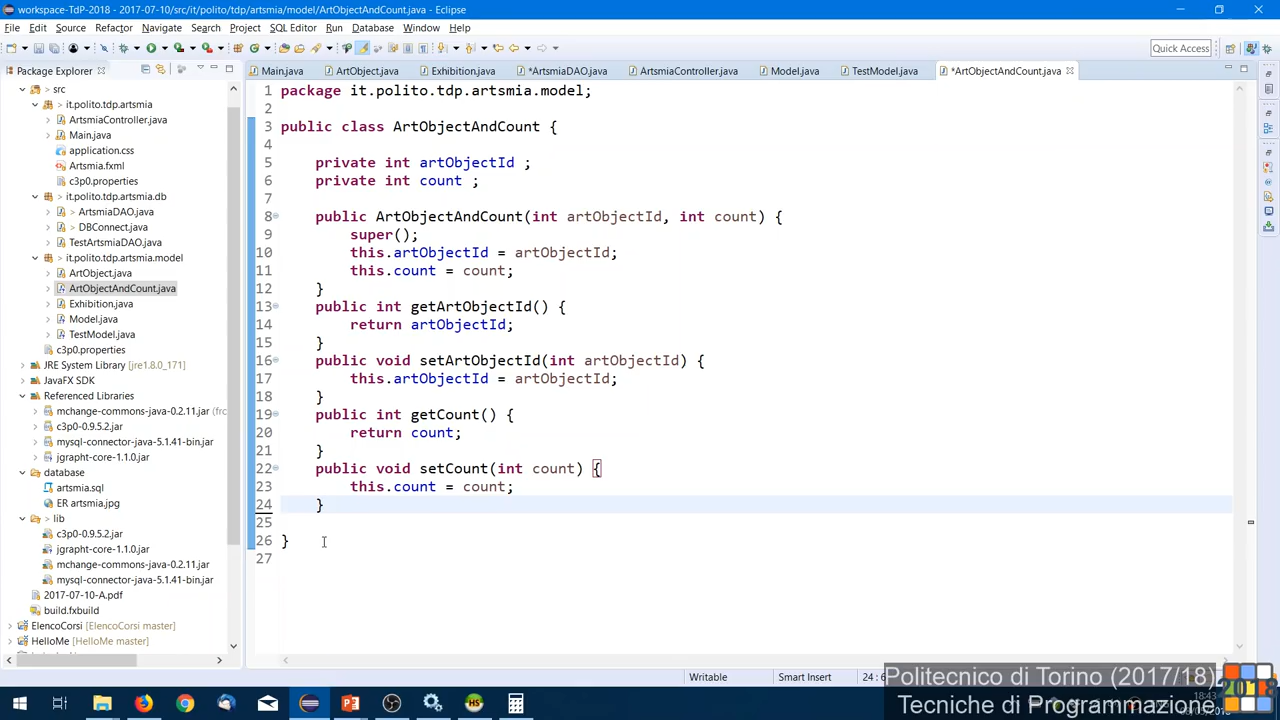 workspace-TdP-2018 - 2017-07-10/src/it/polito/tdp/artsmia/model/ArtObjectAndCount.java - Eclipse
File Edit Source Refactor Navigate Search Project SQL Editor Run Database Window Help
Quick Access
Package Explorer
Main.java ArtObject.java Exhibition.java *ArtsmiaDAO.java ArtsmiaController.java Model.java TestModel.java *ArtObjectAndCount.java
src
> it.polito.tdp.artsmia
ArtsmiaController.java
Main.java
application.css
Artsmia.fxml
c3p0.properties
> it.polito.tdp.artsmia.db
> ArtsmiaDAO.java
> DBConnect.java
TestArtsmiaDAO.java
> it.polito.tdp.artsmia.model
ArtObject.java
ArtObjectAndCount.java
Exhibition.java
Model.java
TestModel.java
c3p0.properties
JRE System Library [jre1.8.0_171]
JavaFX SDK
Referenced Libraries
mchange-commons-java-0.2.11.jar (frc
c3p0-0.9.5.2.jar
mysql-connector-java-5.1.41-bin.jar
jgrapht-core-1.1.0.jar
database
artsmia.sql
ER artsmia.jpg
lib
c3p0-0.9.5.2.jar
jgrapht-core-1.1.0.jar
mchange-commons-java-0.2.11.jar
mysql-connector-java-5.1.41-bin.jar
2017-07-10-A.pdf
build.fxbuild
ElencoCorsi [ElencoCorsi master]
HelloMe [HelloMe master]
1 package it.polito.tdp.artsmia.model;
2
3 public class ArtObjectAndCount {
4
5 private int artObjectId ;
6 private int count ;
7
8 public ArtObjectAndCount(int artObjectId, int count) {
9 super();
10 this.artObjectId = artObjectId;
11 this.count = count;
12 }
13 public int getArtObjectId() {
14 return artObjectId;
15 }
16 public void setArtObjectId(int artObjectId) {
17 this.artObjectId = artObjectId;
18 }
19 public int getCount() {
20 return count;
21 }
22 public void setCount(int count) {
23 this.count = count;
24 }
25
26 }
27
Writable Smart Insert 24 : 6
Politecnico di Torino (2017/18)
Tecniche di Programmazione
2018
18:43